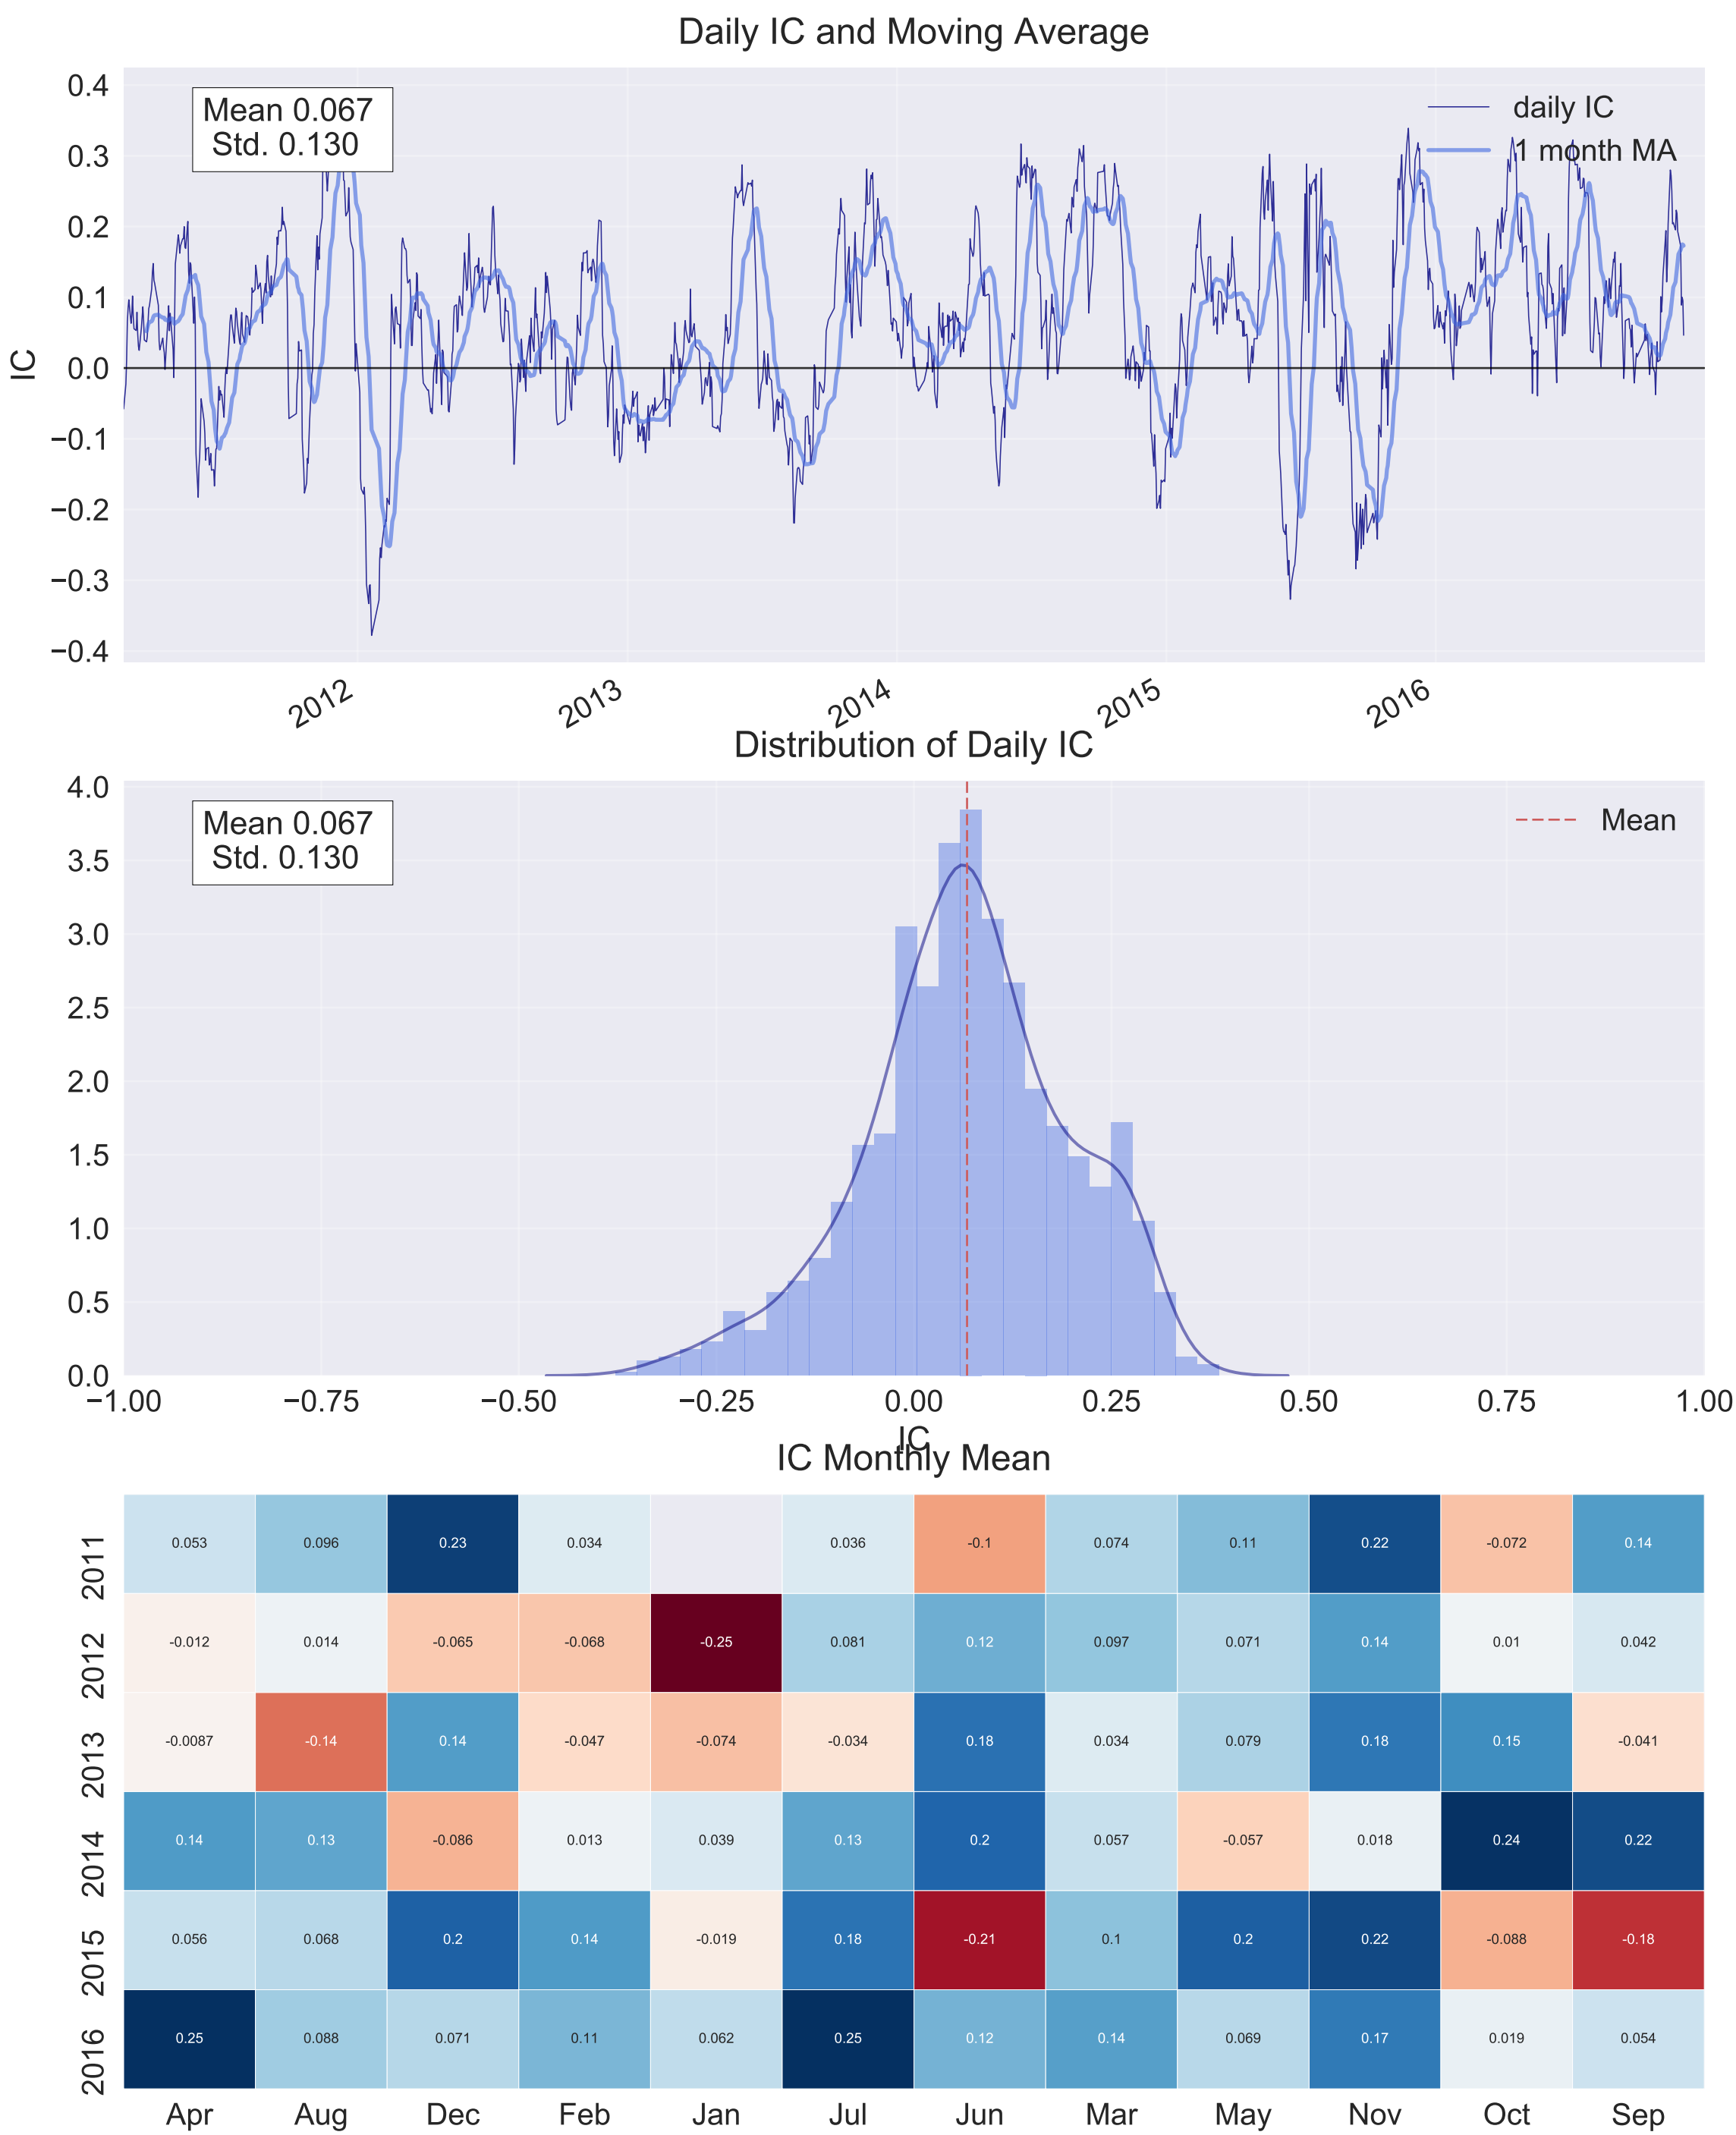 Daily IC and Moving Average
0.4
0.3
0.2
0.1
0.0
−0.1
−0.2
−0.3
−0.4
IC
Mean 0.067
Std. 0.130
daily IC
1 month MA
2012 2013 2014 2015 2016
Distribution of Daily IC
4.0
3.5
3.0
2.5
2.0
1.5
1.0
0.5
0.0
Mean 0.067
Std. 0.130
Mean
−1.00 −0.75 −0.50 −0.25 0.00 0.25 0.50 0.75 1.00
IC
IC Monthly Mean
2011 0.053 0.096 0.23 0.034 0.036 -0.1 0.074 0.11 0.22 -0.072 0.14
2012 -0.012 0.014 -0.065 -0.068 -0.25 0.081 0.12 0.097 0.071 0.14 0.01 0.042
2013 -0.0087 -0.14 0.14 -0.047 -0.074 -0.034 0.18 0.034 0.079 0.18 0.15 -0.041
2014 0.14 0.13 -0.086 0.013 0.039 0.13 0.2 0.057 -0.057 0.018 0.24 0.22
2015 0.056 0.068 0.2 0.14 -0.019 0.18 -0.21 0.1 0.2 0.22 -0.088 -0.18
2016 0.25 0.088 0.071 0.11 0.062 0.25 0.12 0.14 0.069 0.17 0.019 0.054
Apr Aug Dec Feb Jan Jul Jun Mar May Nov Oct Sep